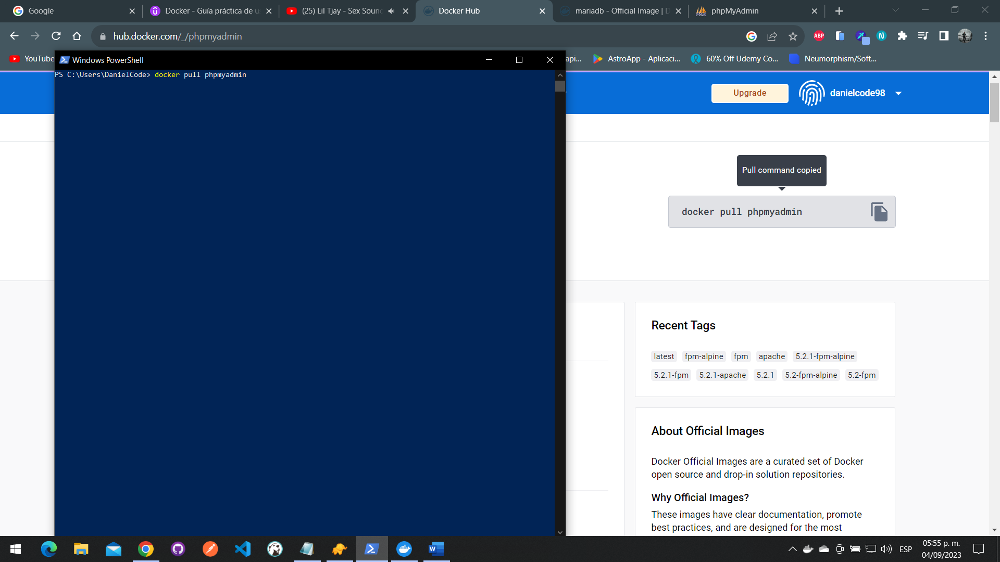 Google
Docker - Guía práctica de u
(25) Lil Tjay - Sex Sound
Docker Hub
mariadb - Official Image | D
phpMyAdmin
hub.docker.com/_/phpmyadmin
ABP
YouTube
api...
AstroApp - Aplicaci...
60% Off Udemy Co...
Neumorphism/Soft...
Windows PowerShell
PS C:\Users\DanielCode> docker pull phpmyadmin
Upgrade
danielcode98
Pull command copied
docker pull phpmyadmin
Recent Tags
latest fpm-alpine fpm apache 5.2.1-fpm-alpine
5.2.1-fpm 5.2.1-apache 5.2.1 5.2-fpm-alpine 5.2-fpm
About Official Images
Docker Official Images are a curated set of Docker
open source and drop-in solution repositories.
Why Official Images?
These images have clear documentation, promote
best practices, and are designed for the most
ESP
05:55 p. m.
04/09/2023